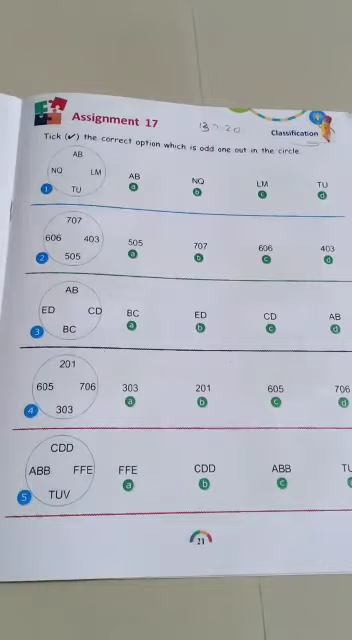 Assignment 17
Classification
Tick (✔) the correct option which is odd one out in the circle.
AB
NQ LM
TU
1
AB NQ LM TU
a b c d
707
606 403
505
2
505 707 606 403
a b c d
AB
ED CD
BC
3
BC ED CD AB
a b c d
201
605 706
303
4
303 201 605 706
a b c d
CDD
ABB FFE
TUV
5
FFE CDD ABB
a b c
21